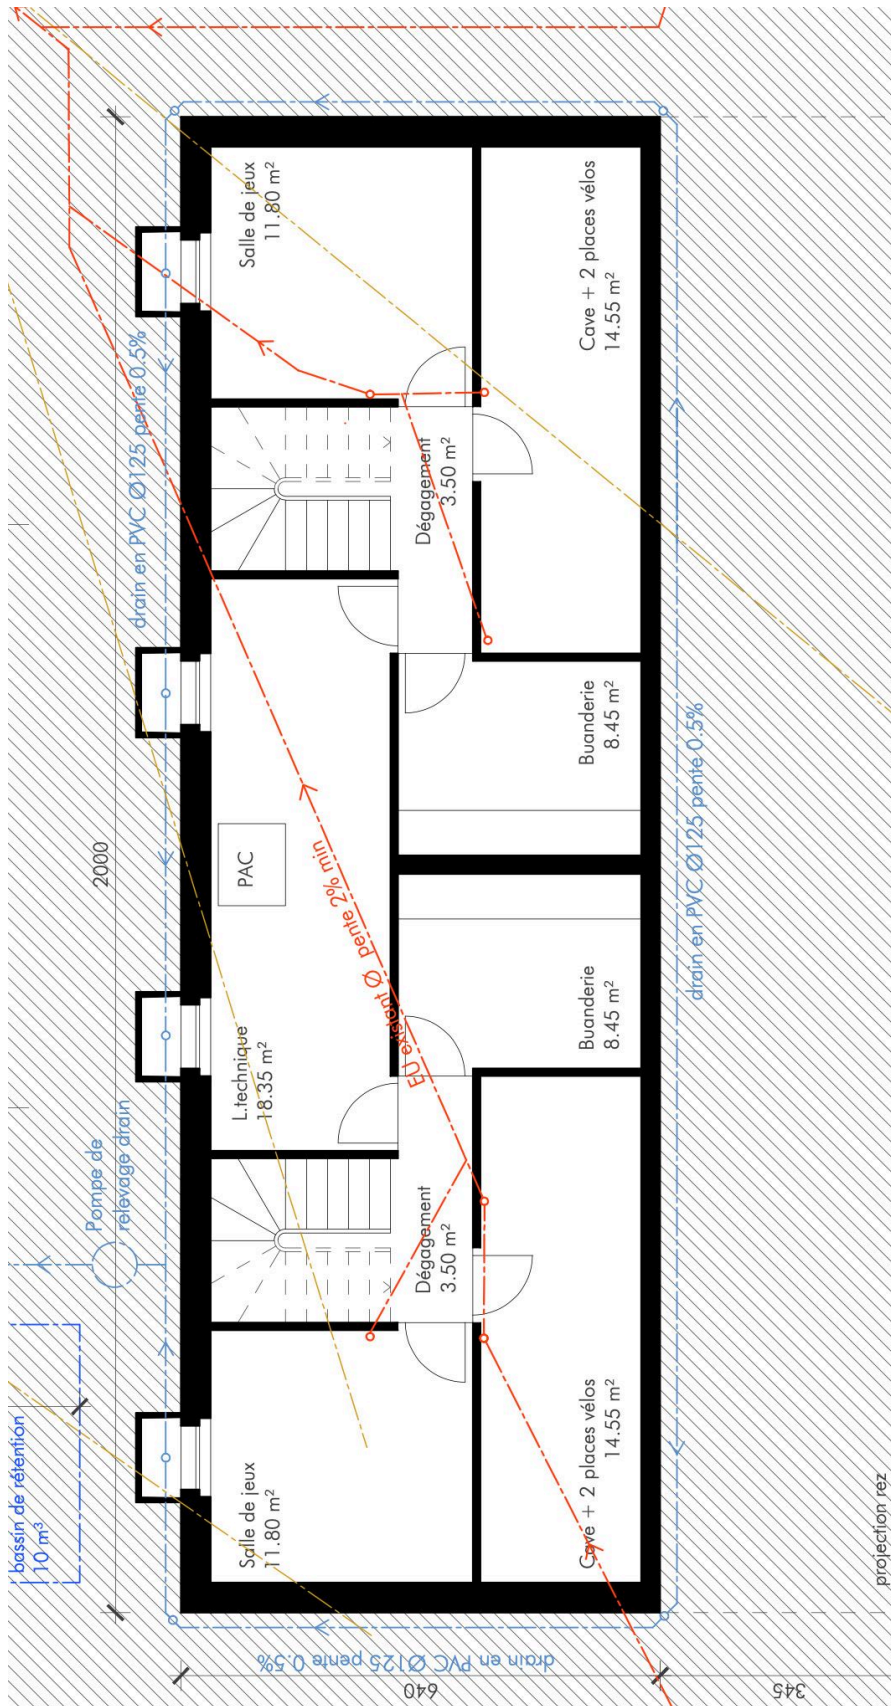 bassin de rétention
10 m³
Pompe de
relevage drain
2000
drain en PVC Ø125 pente 0.5%
Salle de jeux
11.80 m²
L.technique
18.35 m²
PAC
Salle de jeux
11.80 m²
EU existant Ø Pente 2% min
Dégagement
3.50 m²
Dégagement
3.50 m²
Cave + 2 places vélos
14.55 m²
Buanderie
8.45 m²
Buanderie
8.45 m²
Cave + 2 places vélos
14.55 m²
drain en PVC Ø125 pente 0.5%
drain en PVC Ø125 pente 0.5%
640
345
projection rez